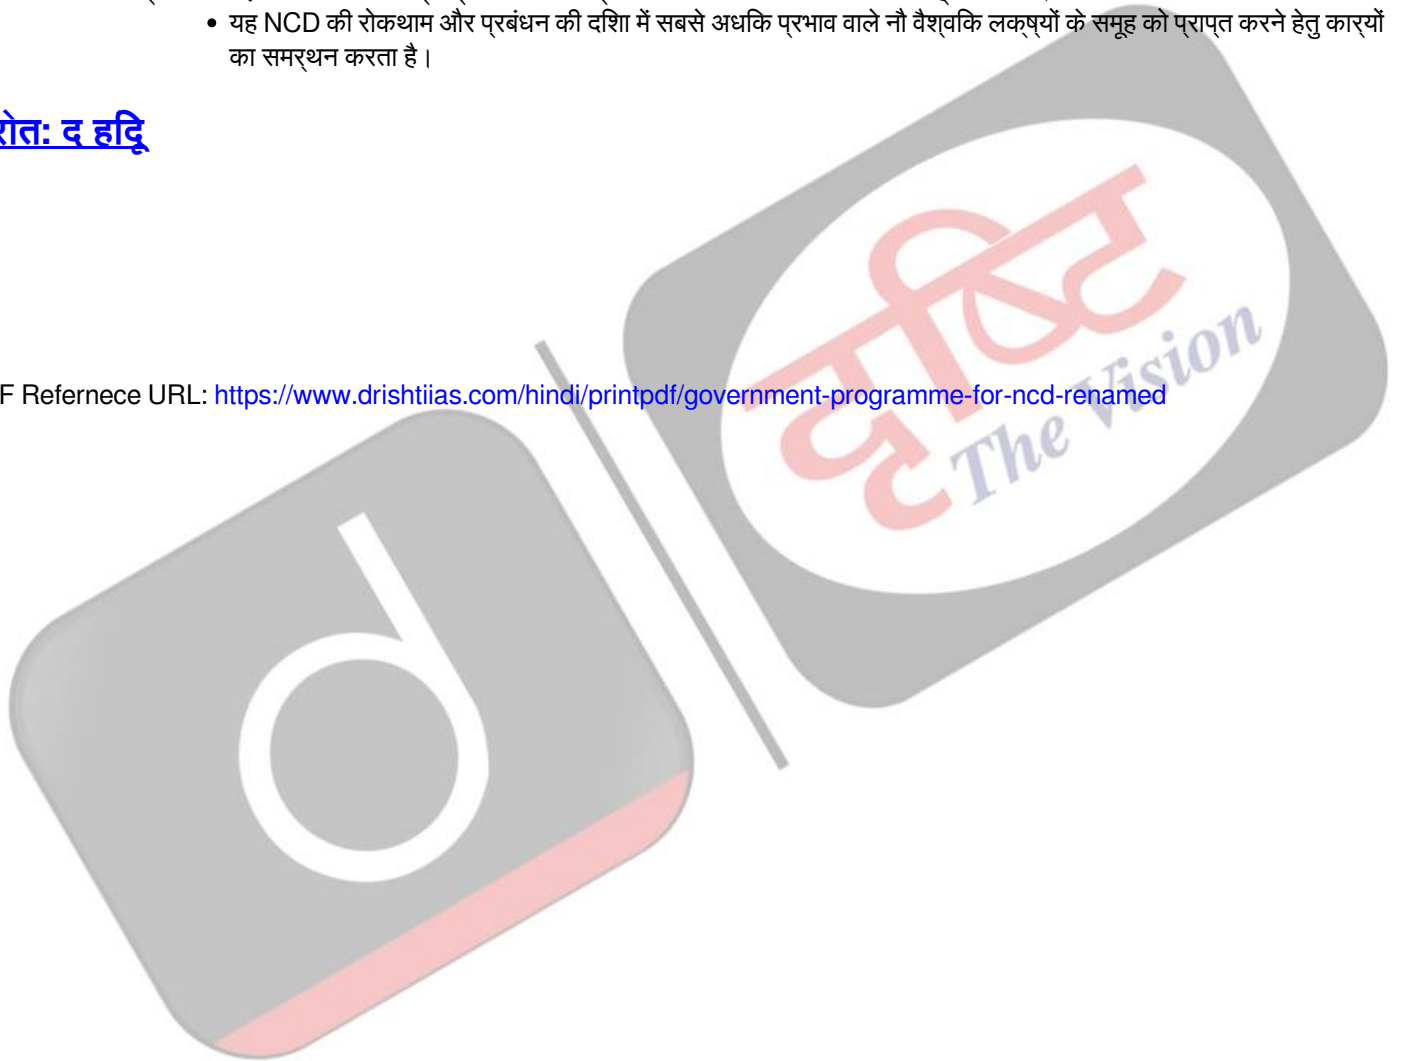 • यह NCD की रोकथाम और प्रबंधन की दिशा में सबसे अधिक प्रभाव वाले नौ वैश्विक लक्ष्यों के समूह को प्राप्त करने हेतु कार्यों
का समर्थन करता है।
रोत: द हिंदू
F Refernece URL: https://www.drishtiias.com/hindi/printpdf/government-programme-for-ncd-renamed
दृष्टि
The Vision
d